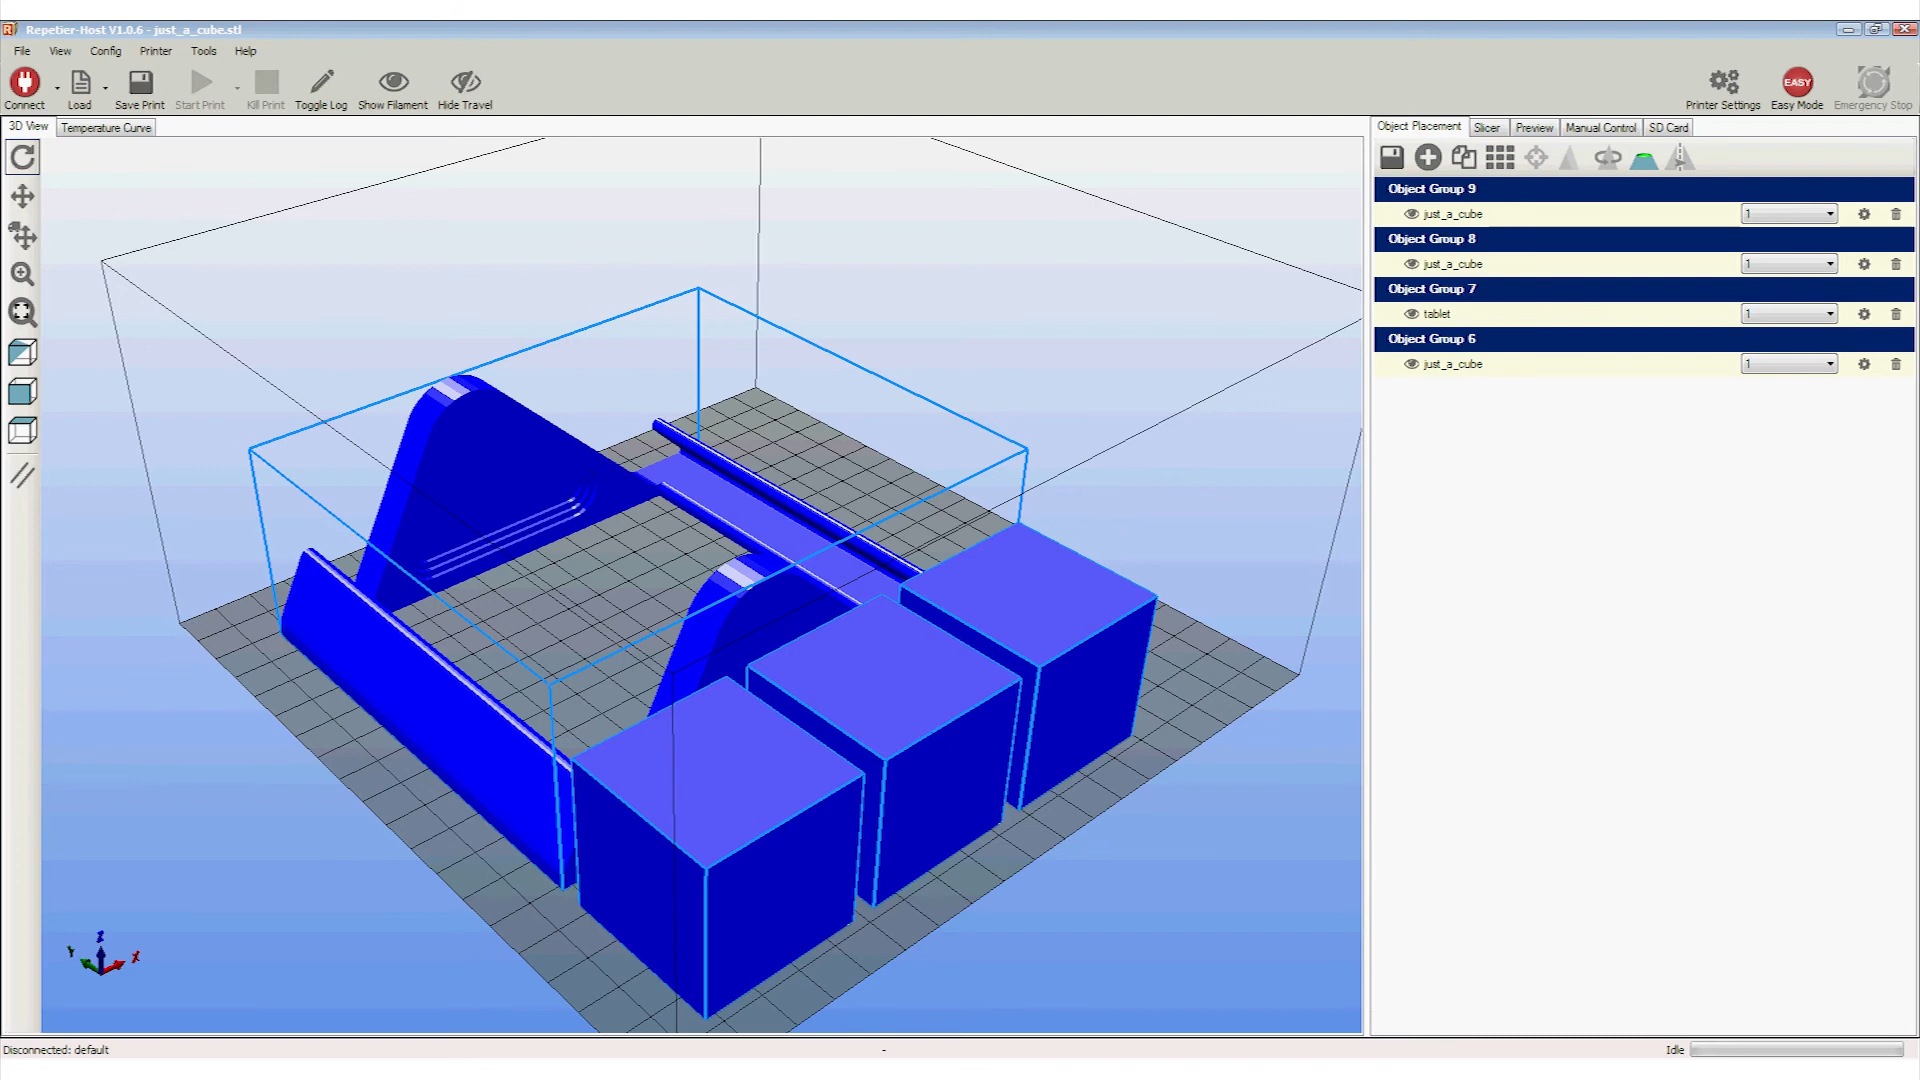 Repetier-Host V1.0.6 - just_a_cube.stl
File View Config Printer Tools Help
Connect Load Save Print Start Print Kill Print Toggle Log Show Filament Hide Travel Printer Settings EASY Easy Mode Emergency Stop
3D View Temperature Curve
Object Placement Slicer Preview Manual Control SD Card
Object Group 9
just_a_cube 1
Object Group 8
just_a_cube 1
Object Group 7
tablet 1
Object Group 6
just_a_cube 1
Z
Y X
Disconnected: default - Idle